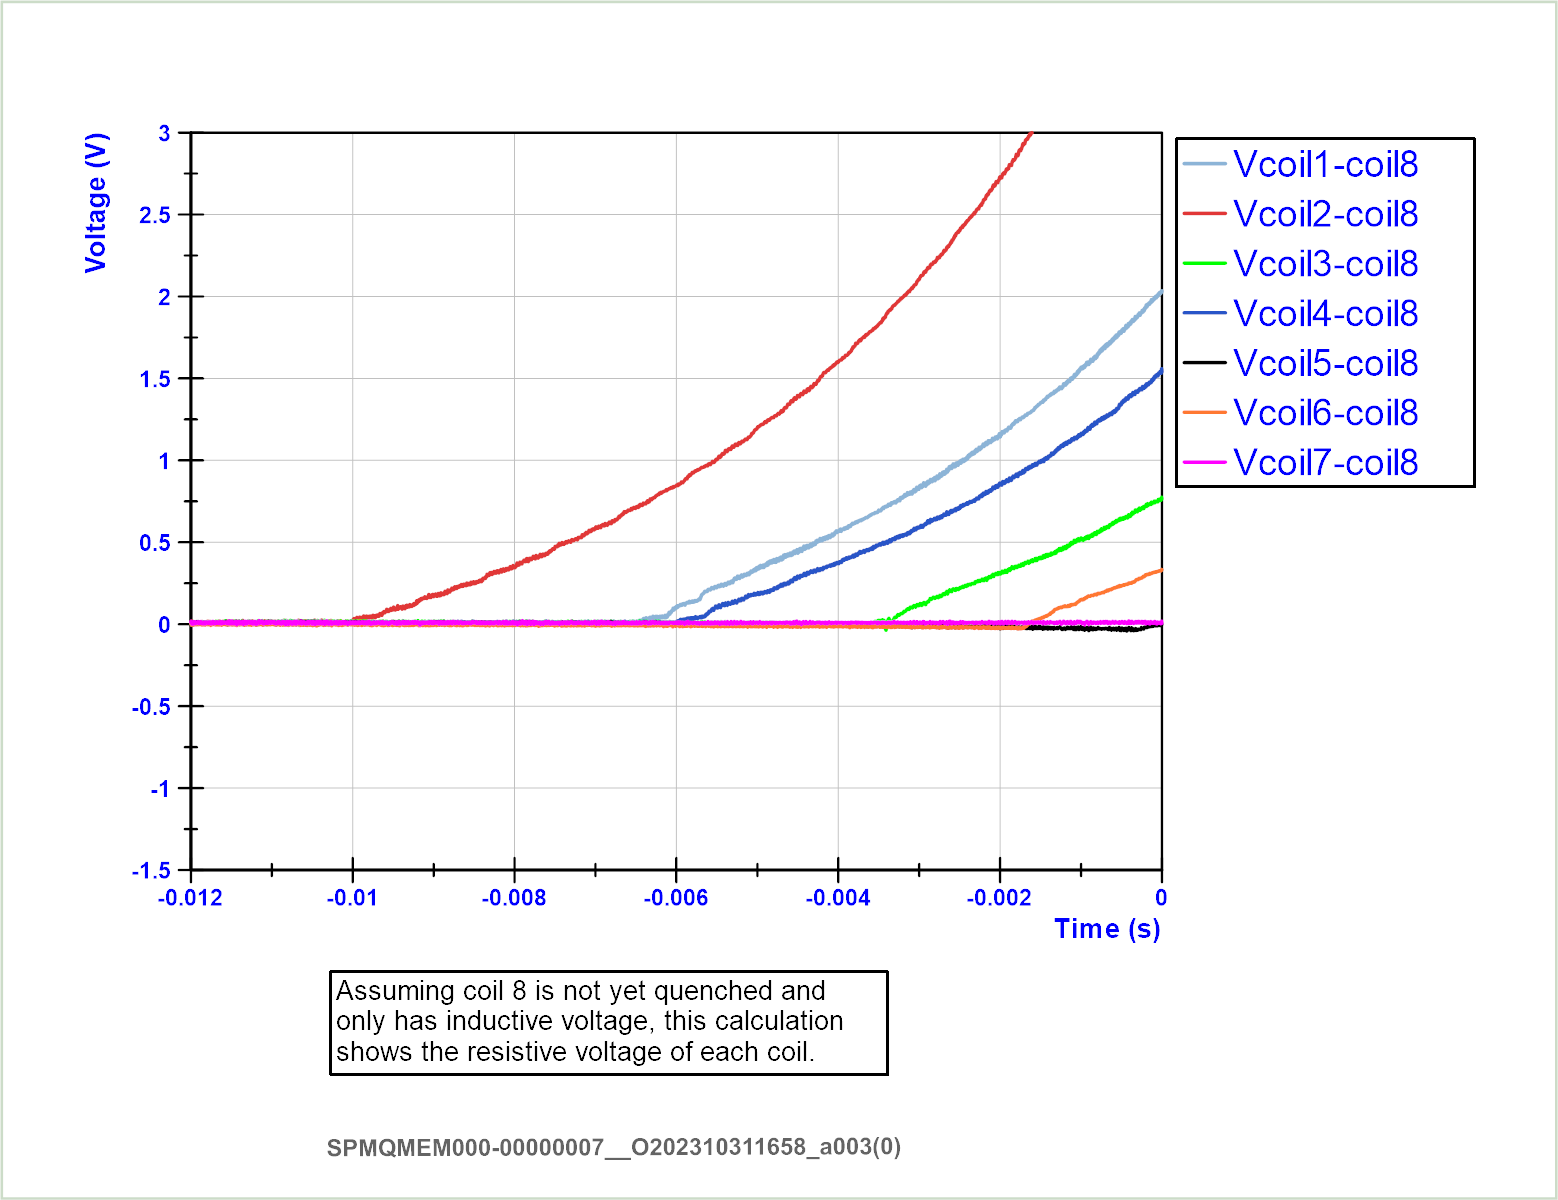 Voltage (V)
3
2.5
2
1.5
1
0.5
0
-0.5
-1
-1.5
-0.012
-0.01
-0.008
-0.006
-0.004
-0.002
0
Time (s)
Vcoil1-coil8
Vcoil2-coil8
Vcoil3-coil8
Vcoil4-coil8
Vcoil5-coil8
Vcoil6-coil8
Vcoil7-coil8
Assuming coil 8 is not yet quenched and
only has inductive voltage, this calculation
shows the resistive voltage of each coil.
SPMQMEM000-00000007__O202310311658_a003(0)